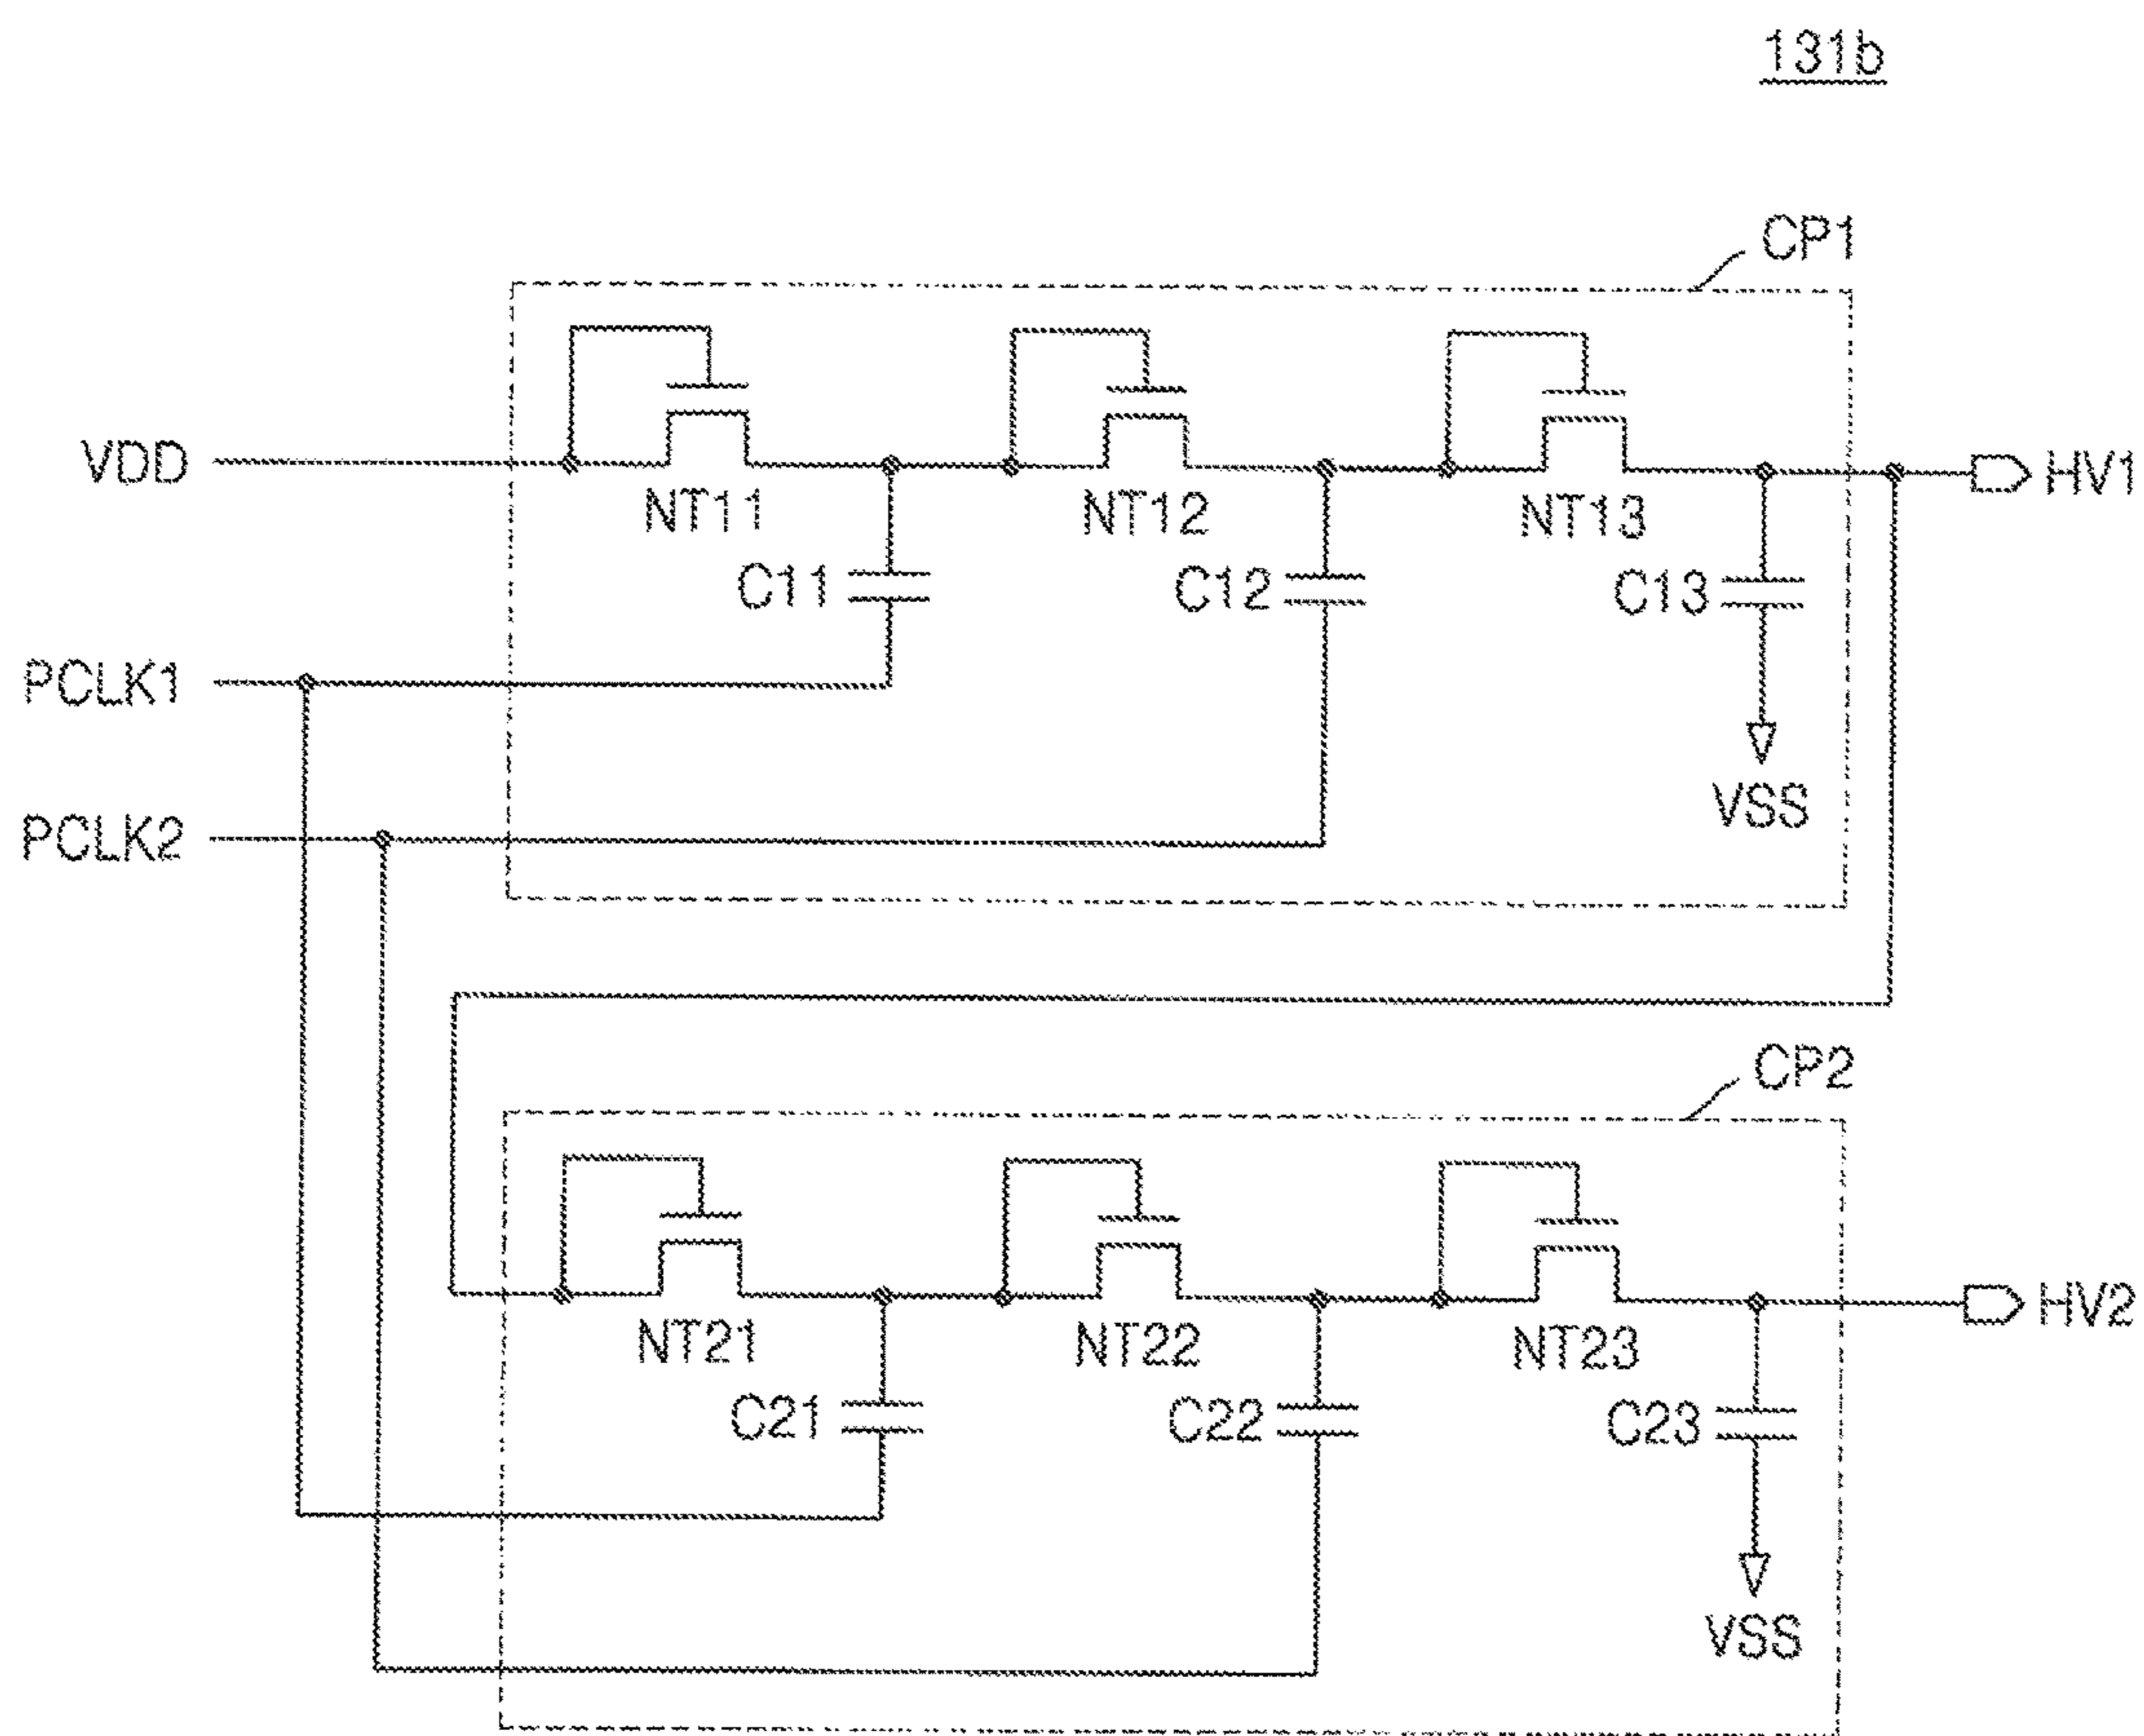 131b
CP1
VDD
NT11
NT12
NT13
HV1
C11
C12
C13
PCLK1
VSS
PCLK2
CP2
NT21
NT22
NT23
HV2
C21
C22
C23
VSS